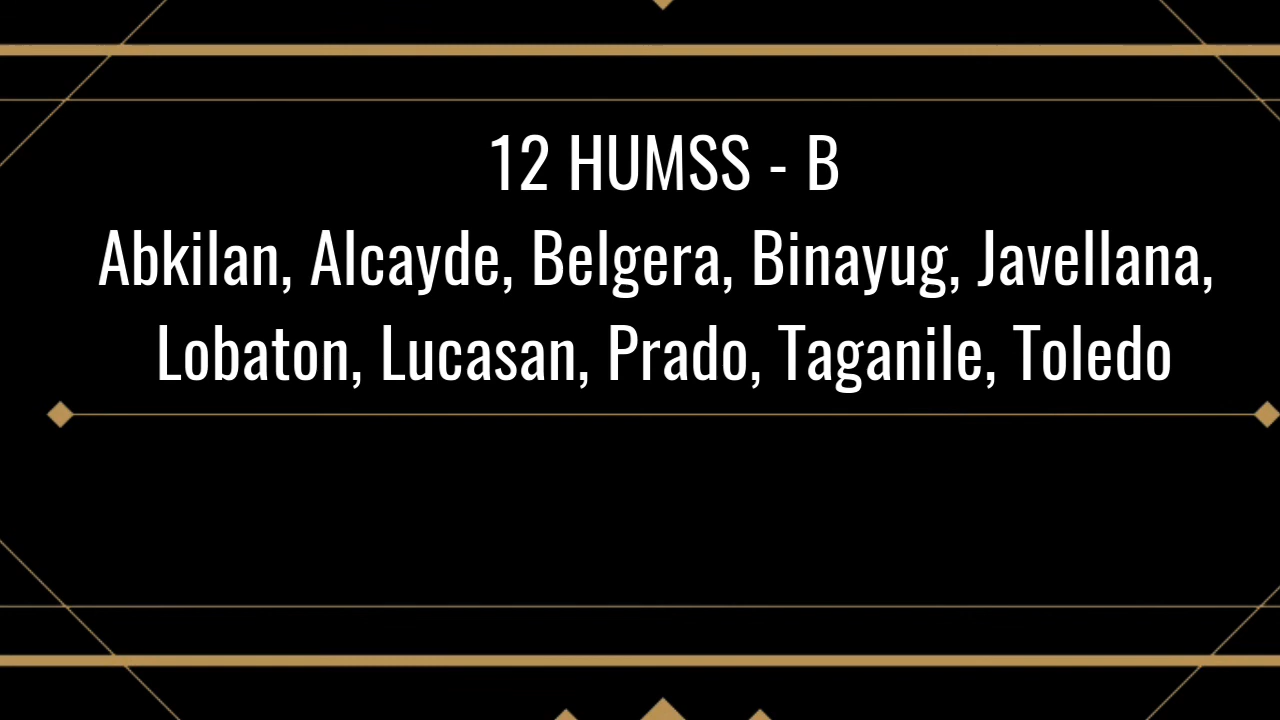 12 HUMSS - B
Abkilan, Alcayde, Belgera, Binayug, Javellana,
Lobaton, Lucasan, Prado, Taganile, Toledo